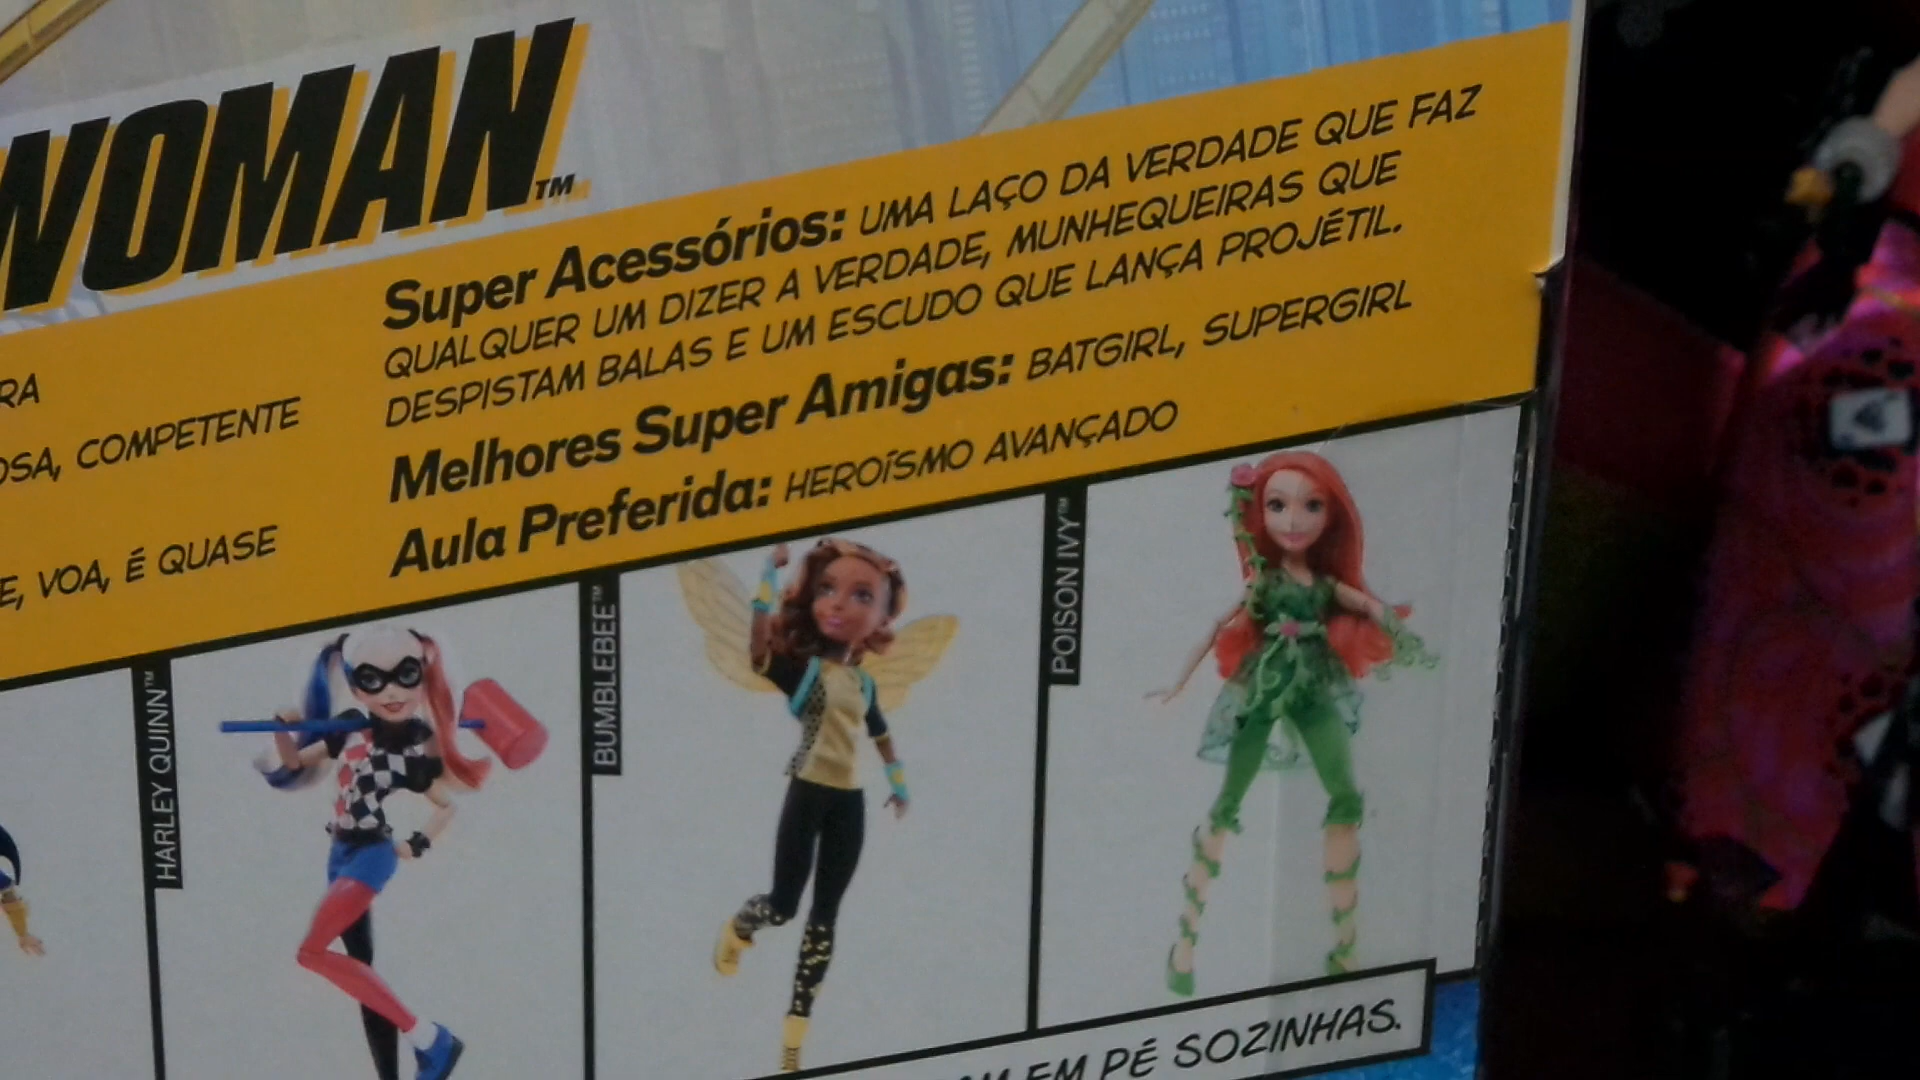 WOMAN™
RA
OSA, COMPETENTE
E, VOA, É QUASE
Super Acessórios: UMA LAÇO DA VERDADE QUE FAZ
QUALQUER UM DIZER A VERDADE, MUNHEQUEIRAS QUE
DESPISTAM BALAS E UM ESCUDO QUE LANÇA PROJÉTIL.
Melhores Super Amigas: BATGIRL, SUPERGIRL
Aula Preferida: HEROÍSMO AVANÇADO
HARLEY QUINN™
BUMBLEBEE™
POISON IVY™
EM PÉ SOZINHAS.